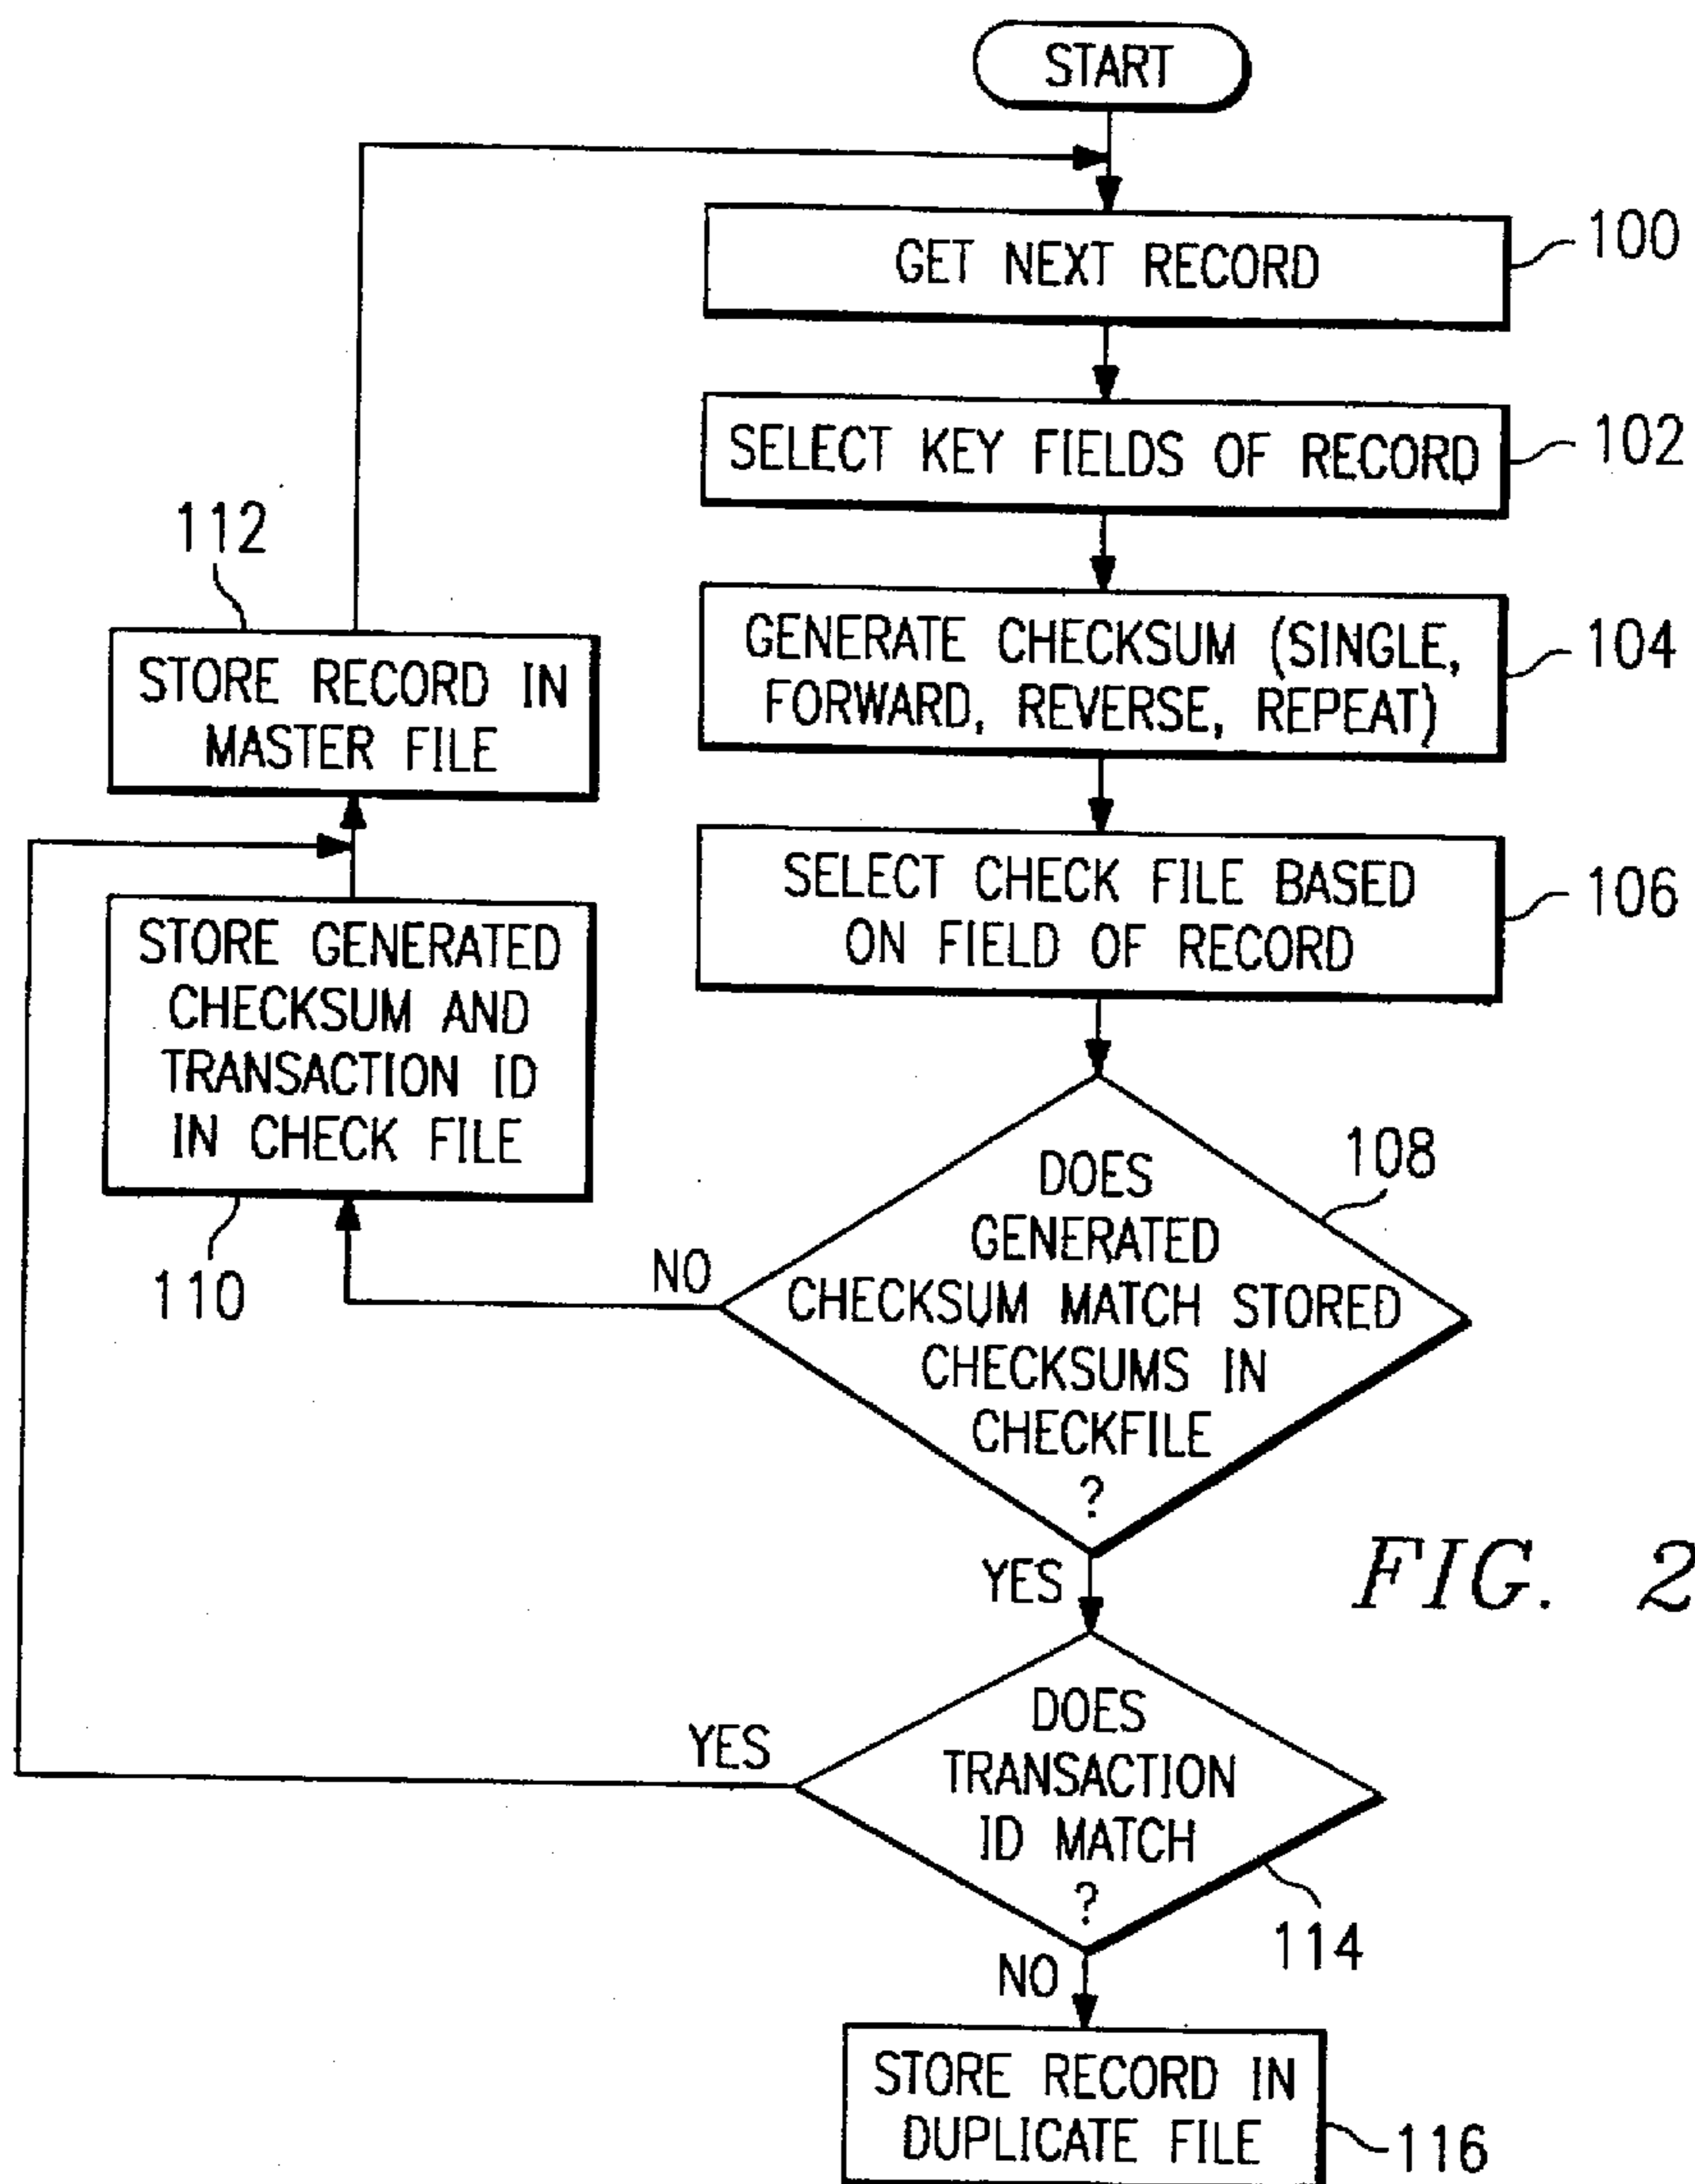 START
GET NEXT RECORD
100
SELECT KEY FIELDS OF RECORD
102
GENERATE CHECKSUM (SINGLE,
FORWARD, REVERSE, REPEAT)
104
SELECT CHECK FILE BASED
ON FIELD OF RECORD
106
DOES
GENERATED
CHECKSUM MATCH STORED
CHECKSUMS IN
CHECKFILE
?
108
NO
STORE GENERATED
CHECKSUM AND
TRANSACTION ID
IN CHECK FILE
110
STORE RECORD IN
MASTER FILE
112
YES
DOES
TRANSACTION
ID MATCH
?
114
YES
NO
STORE RECORD IN
DUPLICATE FILE
116
FIG. 2